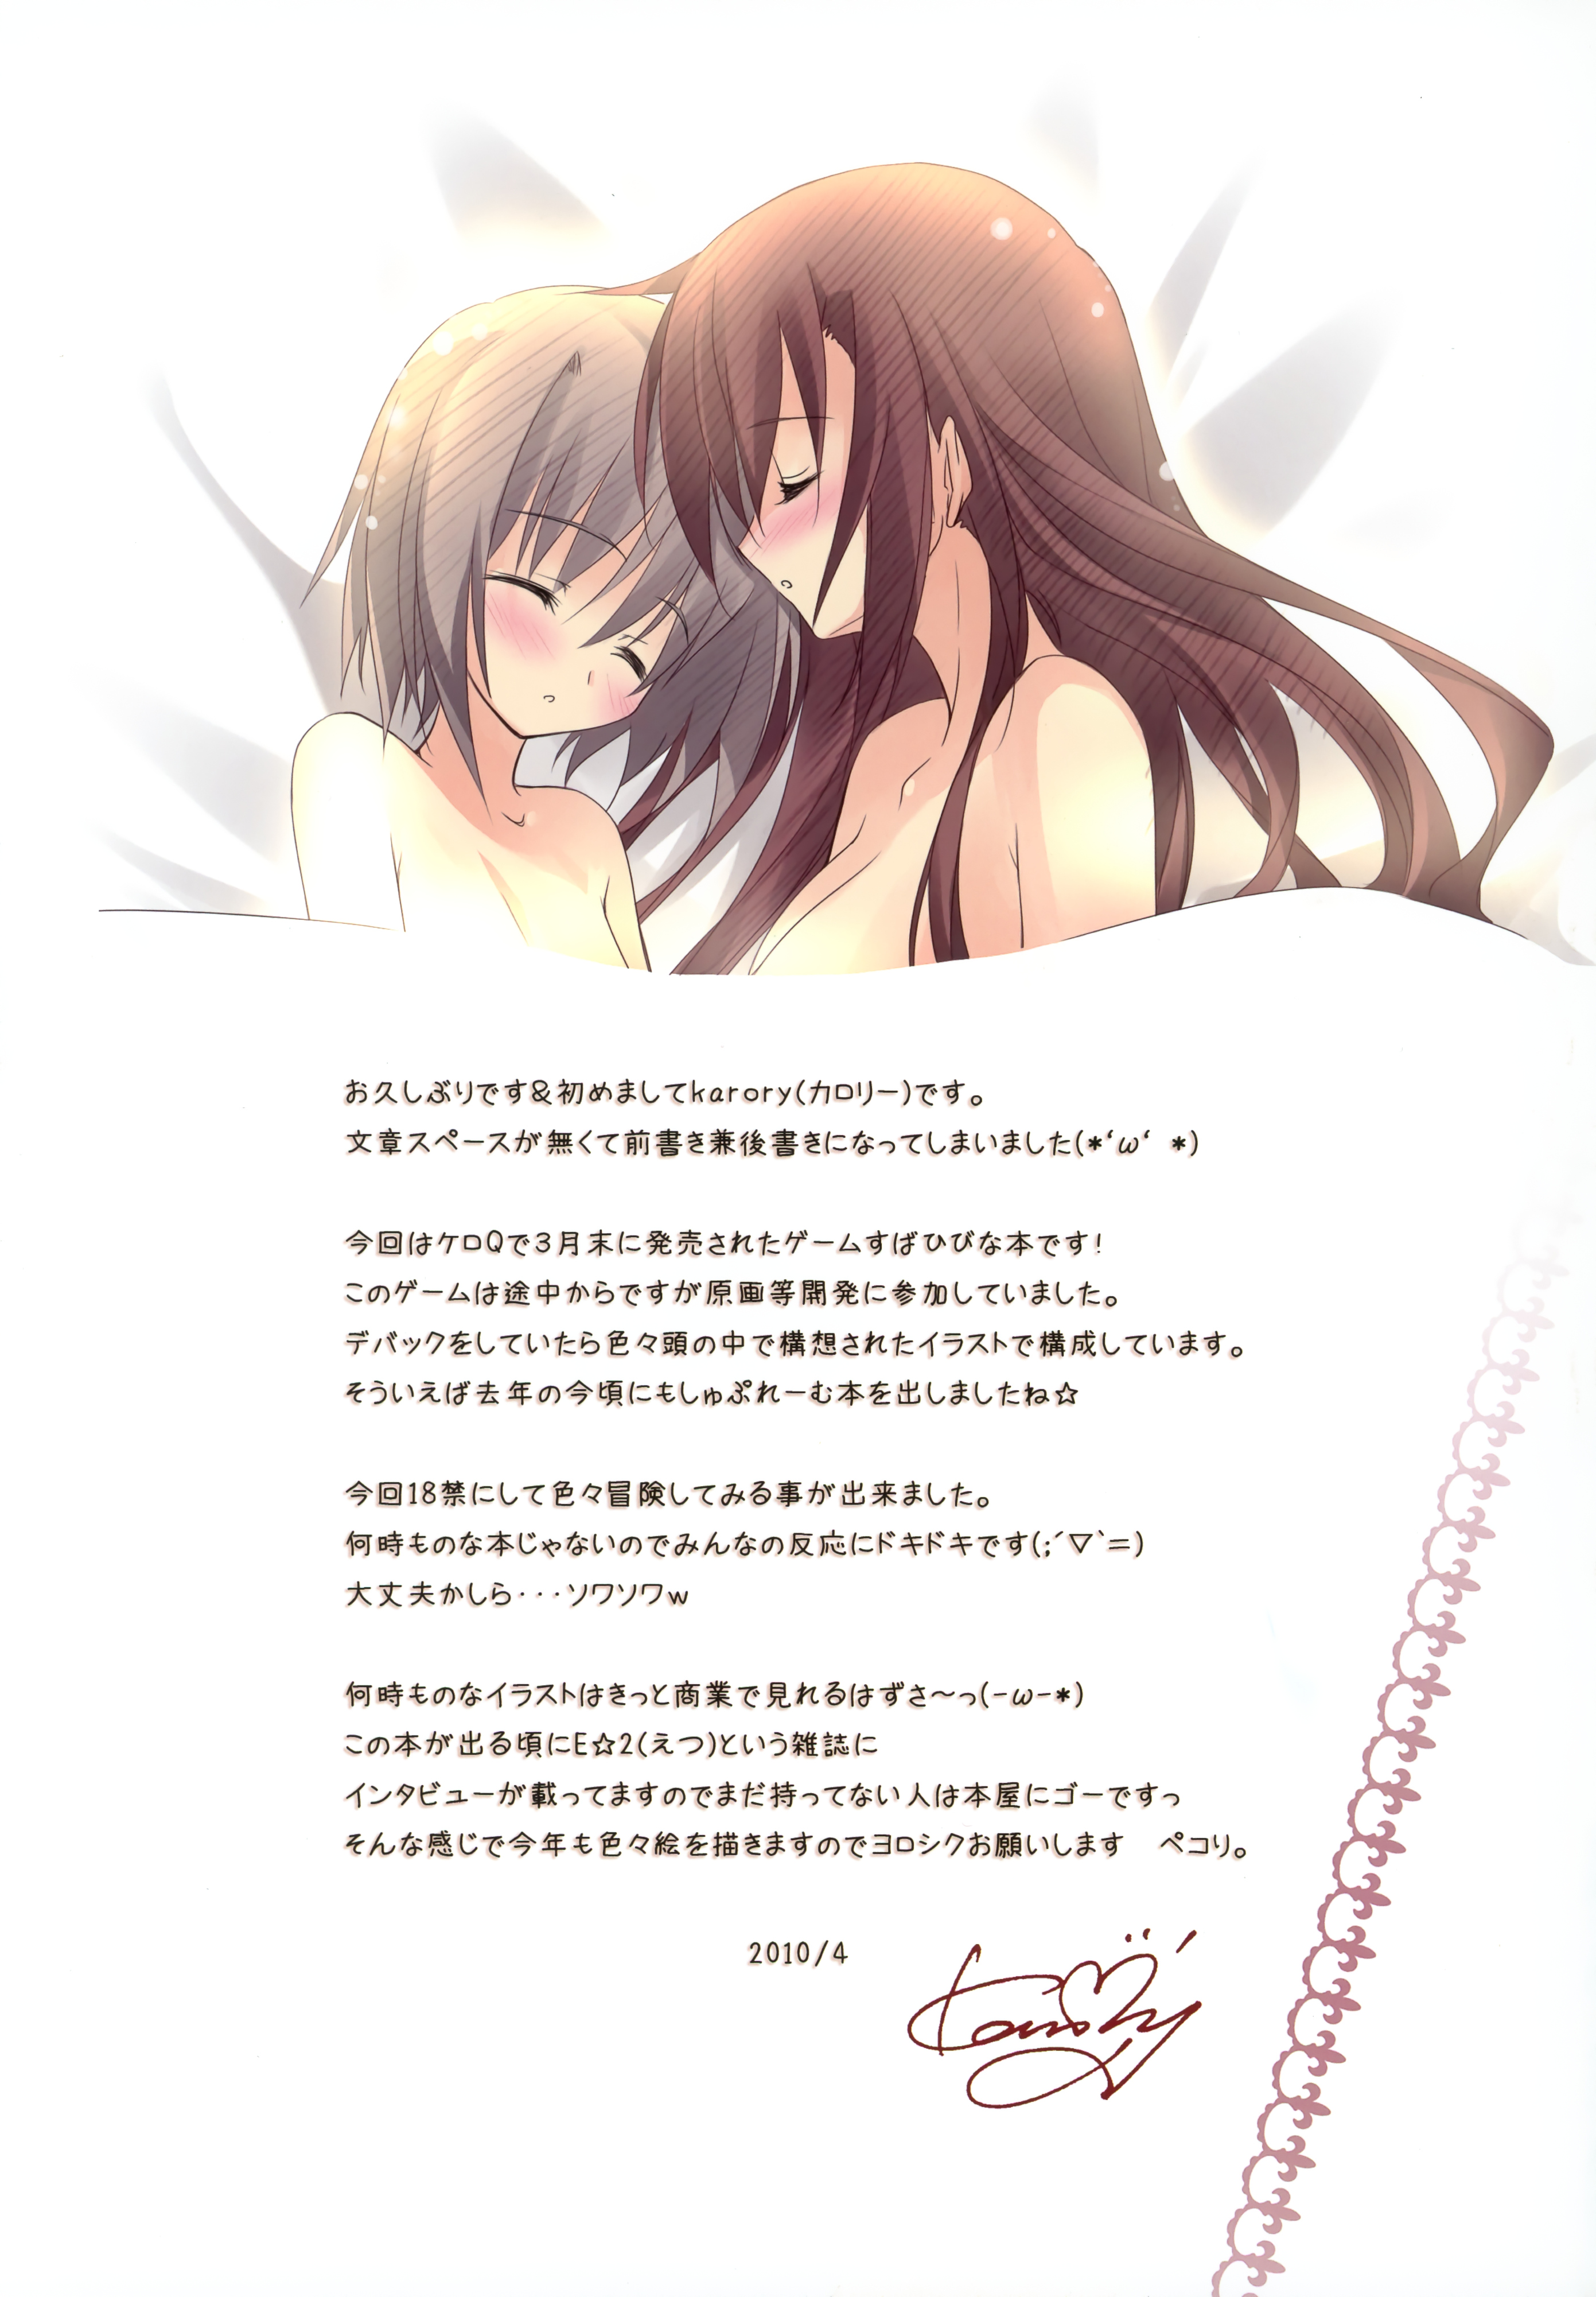 お久しぶりです&初めましてkarory(カロリー)です。
文章スペースが無くて前書き兼後書きになってしまいました(*‘ω‘ *)
今回はケロQで3月末に発売されたゲームすばひびな本です!
このゲームは途中からですが原画等開発に参加していました。
デバックをしていたら色々頭の中で構想されたイラストで構成しています。
そういえば去年の今頃にもしゅぷれーむ本を出しましたね☆
今回18禁にして色々冒険してみる事が出来ました。
何時ものな本じゃないのでみんなの反応にドキドキです(;´▽`=)
大丈夫かしら・・・ソワソワw
何時ものなイラストはきっと商業で見れるはずさ～っ(-ω-*)
この本が出る頃にE☆2(えつ)という雑誌に
インタビューが載ってますのでまだ持ってない人は本屋にゴーですっ
そんな感じで今年も色々絵を描きますのでヨロシクお願いします　ペコリ。
2010/4
karory